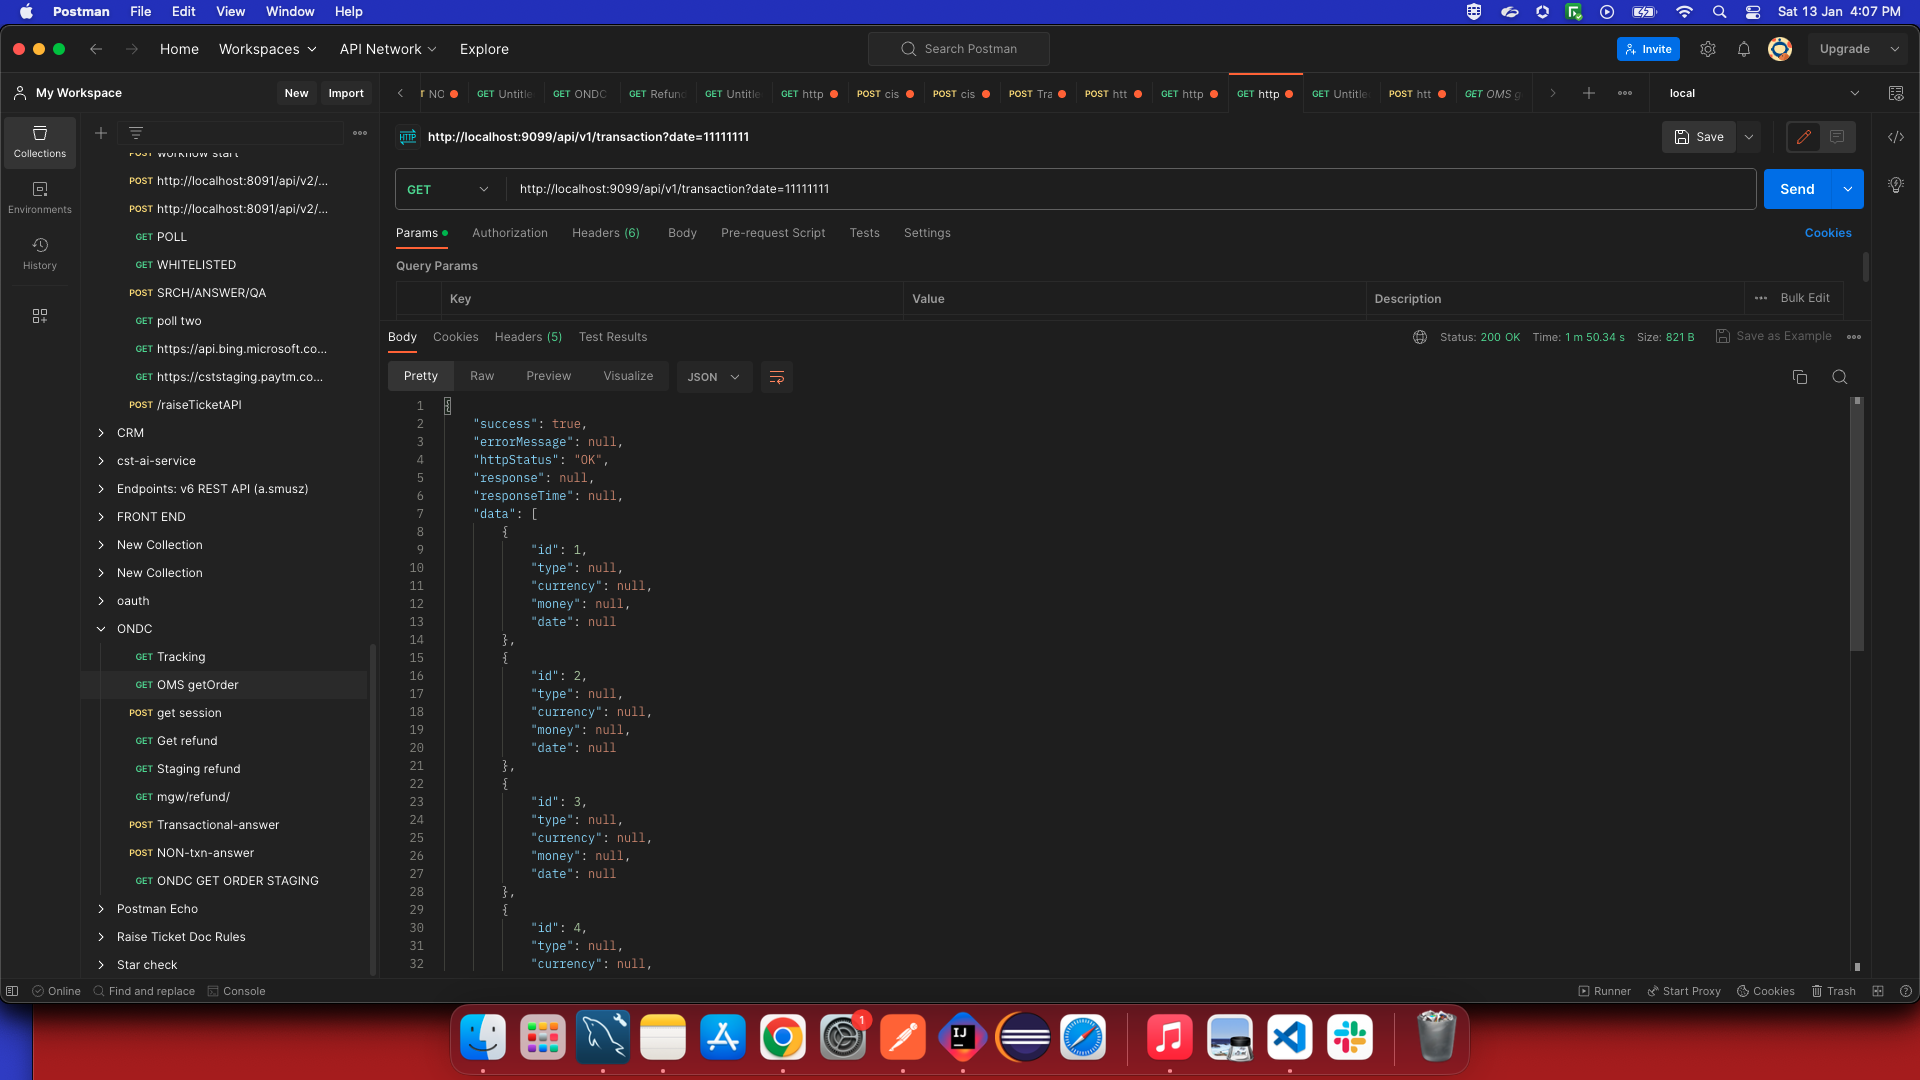 Postman File Edit View Window Help
Sat 13 Jan 4:07 PM
Home Workspaces API Network Explore
Search Postman
Invite
Upgrade
My Workspace
New Import
NO
GET Untitle
GET ONDC
GET Refun
GET Untitle
GET http
POST cis
POST cis
POST Tra
POST htt
GET http
GET http
GET Untitle
POST htt
GET OMS g
local
Collections
Environments
History
POST workflow start
POST http://localhost:8091/api/v2/...
POST http://localhost:8091/api/v2/...
GET POLL
GET WHITELISTED
POST SRCH/ANSWER/QA
GET poll two
GET https://api.bing.microsoft.co...
GET https://cststaging.paytm.co...
POST /raiseTicketAPI
CRM
cst-ai-service
Endpoints: v6 REST API (a.smusz)
FRONT END
New Collection
New Collection
oauth
ONDC
GET Tracking
GET OMS getOrder
POST get session
GET Get refund
GET Staging refund
GET mgw/refund/
POST Transactional-answer
POST NON-txn-answer
GET ONDC GET ORDER STAGING
Postman Echo
Raise Ticket Doc Rules
Star check
HTTP http://localhost:9099/api/v1/transaction?date=11111111
Save
GET http://localhost:9099/api/v1/transaction?date=11111111
Send
Params Authorization Headers (6) Body Pre-request Script Tests Settings
Cookies
Query Params
Key Value Description
Bulk Edit
Body Cookies Headers (5) Test Results
Status: 200 OK Time: 1 m 50.34 s Size: 821 B
Save as Example
Pretty Raw Preview Visualize JSON
1 {
2 "success": true,
3 "errorMessage": null,
4 "httpStatus": "OK",
5 "response": null,
6 "responseTime": null,
7 "data": [
8 {
9 "id": 1,
10 "type": null,
11 "currency": null,
12 "money": null,
13 "date": null
14 },
15 {
16 "id": 2,
17 "type": null,
18 "currency": null,
19 "money": null,
20 "date": null
21 },
22 {
23 "id": 3,
24 "type": null,
25 "currency": null,
26 "money": null,
27 "date": null
28 },
29 {
30 "id": 4,
31 "type": null,
32 "currency": null,
Online Find and replace Console
Runner Start Proxy Cookies Trash
1
IJ